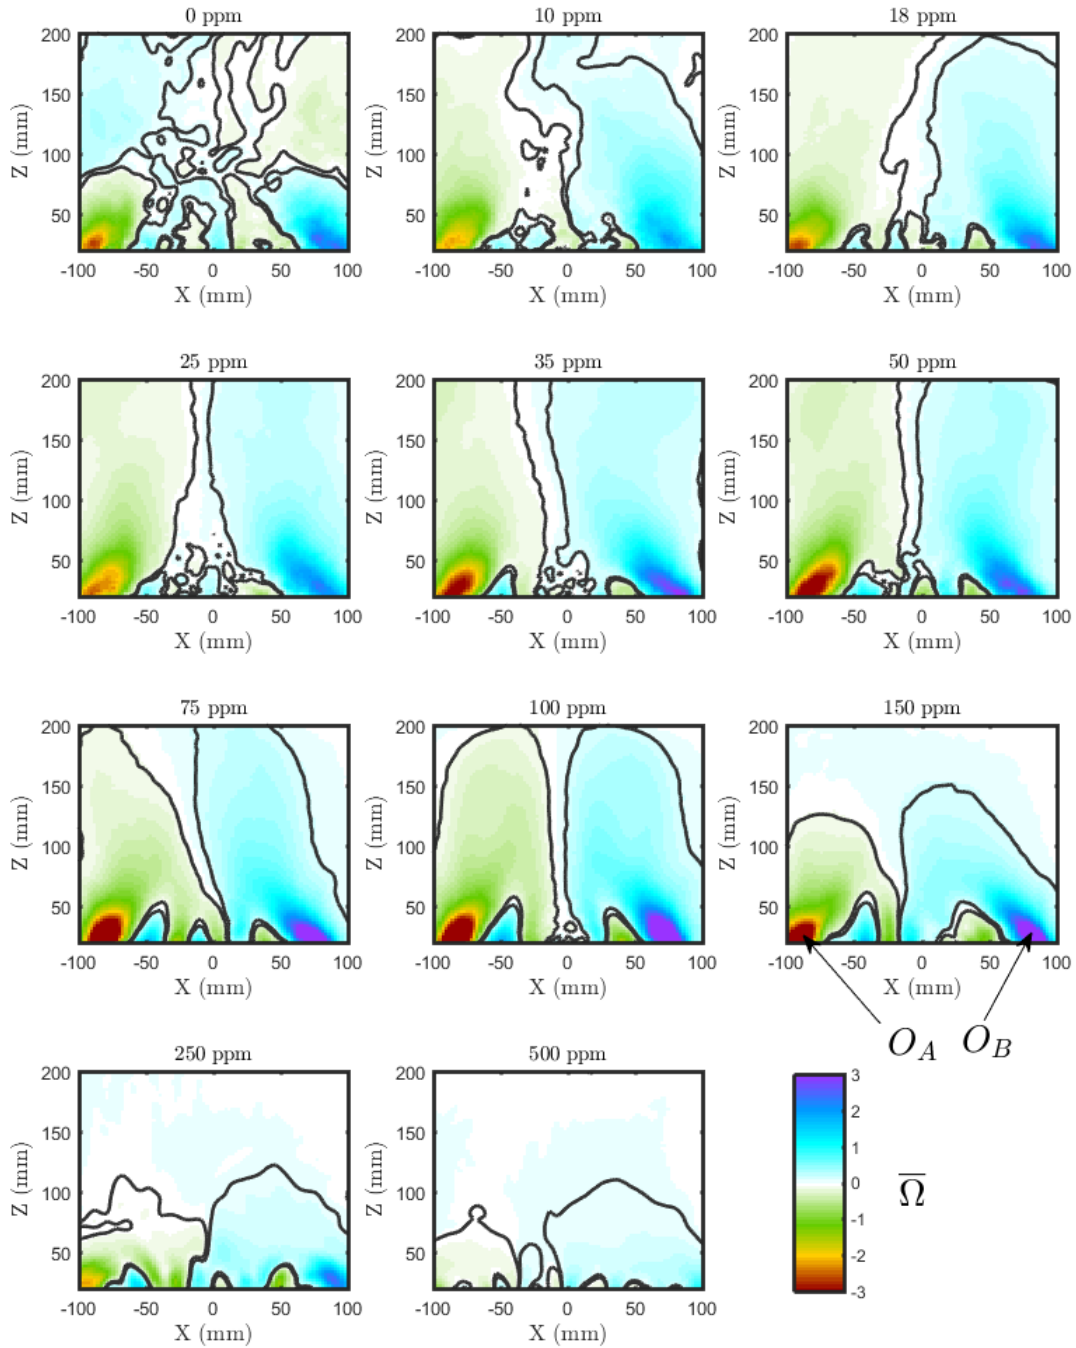 0 ppm 10 ppm 18 ppm
200 200 200
150 150 150
Z (mm) Z (mm) Z (mm)
100 100 100
50 50 50
-100 -50 0 50 100 -100 -50 0 50 100 -100 -50 0 50 100
X (mm) X (mm) X (mm)
25 ppm 35 ppm 50 ppm
200 200 200
150 150 150
Z (mm) Z (mm) Z (mm)
100 100 100
50 50 50
-100 -50 0 50 100 -100 -50 0 50 100 -100 -50 0 50 100
X (mm) X (mm) X (mm)
75 ppm 100 ppm 150 ppm
200 200 200
150 150 150
Z (mm) Z (mm) Z (mm)
100 100 100
50 50 50
-100 -50 0 50 100 -100 -50 0 50 100 -100 -50 0 50 100
X (mm) X (mm) X (mm)
O_A O_B
250 ppm 500 ppm
200 200
150 150
Z (mm) Z (mm)
100 100
50 50
-100 -50 0 50 100 -100 -50 0 50 100
X (mm) X (mm)
3
2
1
0
-1
-2
-3
Ω̅